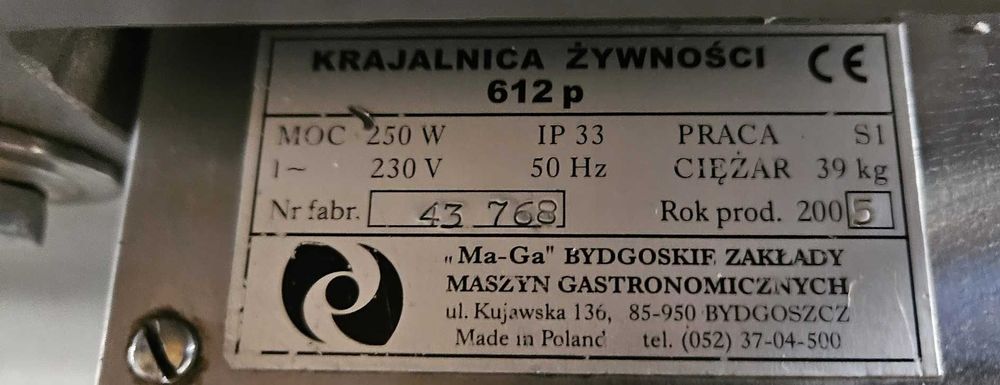 KRAJALNICA ŻYWNOŚCI CE
612 p
MOC 250 W IP 33 PRACA S1
1~ 230 V 50 Hz CIĘŻAR 39 kg
Nr fabr. 43 768 Rok prod. 2005
„Ma-Ga" BYDGOSKIE ZAKŁADY
MASZYN GASTRONOMICZNYCH
ul. Kujawska 136, 85-950 BYDGOSZCZ
Made in Poland tel. (052) 37-04-500